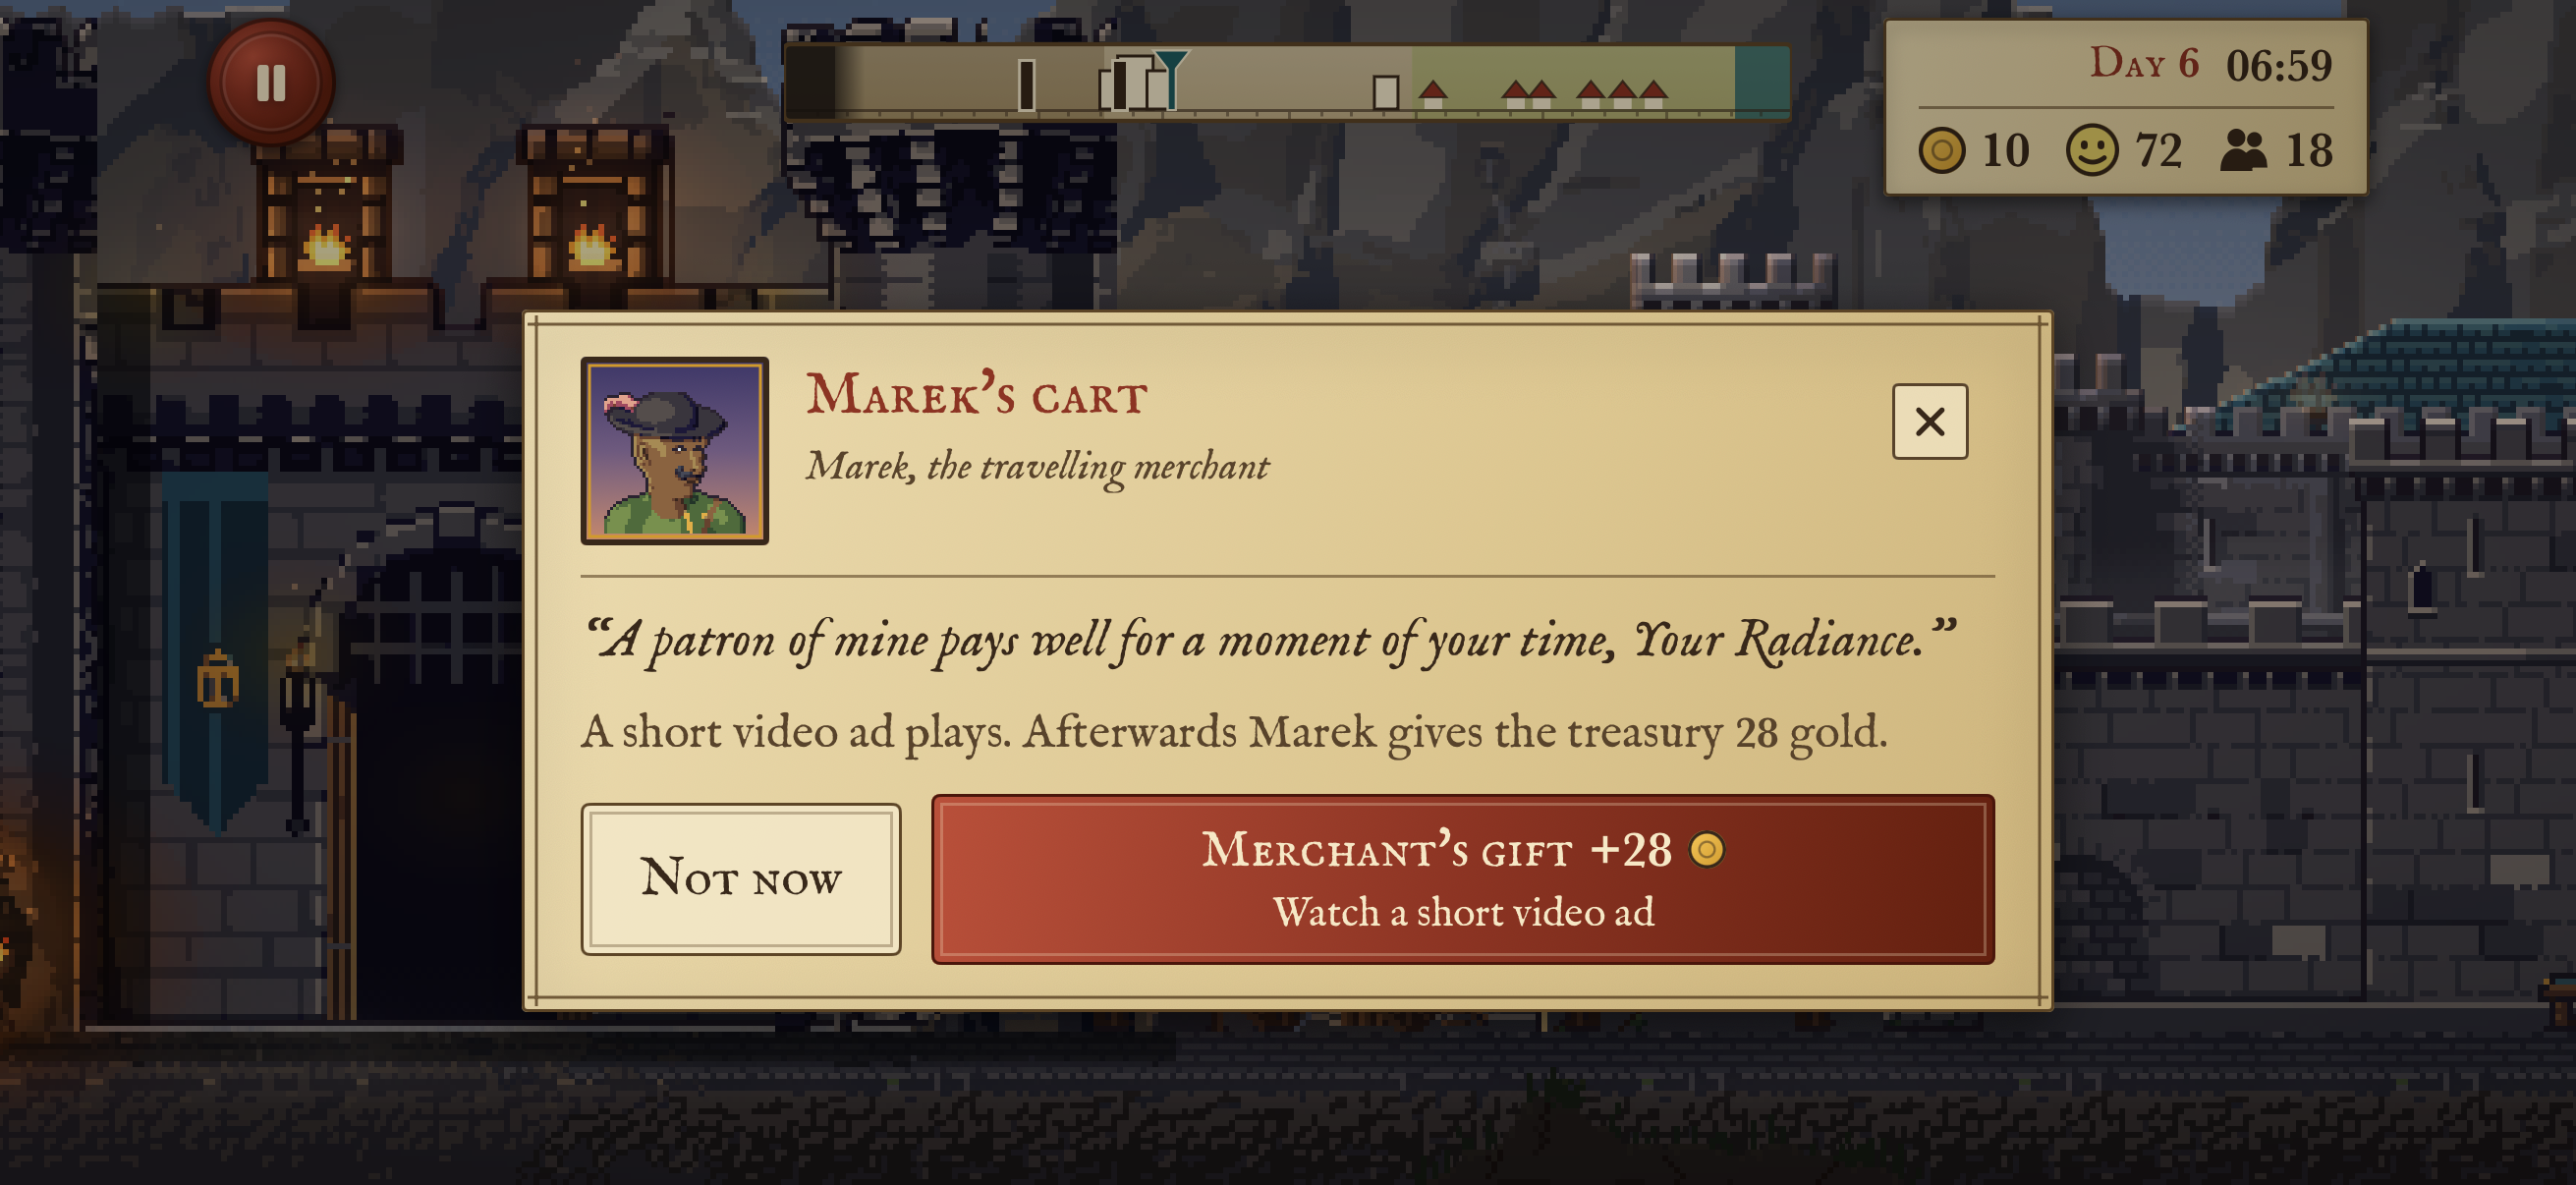 Day 6 06:59
10 72 18
Marek's cart
Marek, the travelling merchant
“A patron of mine pays well for a moment of your time, Your Radiance.”
A short video ad plays. Afterwards Marek gives the treasury 28 gold.
Not now
Merchant's gift +28
Watch a short video ad